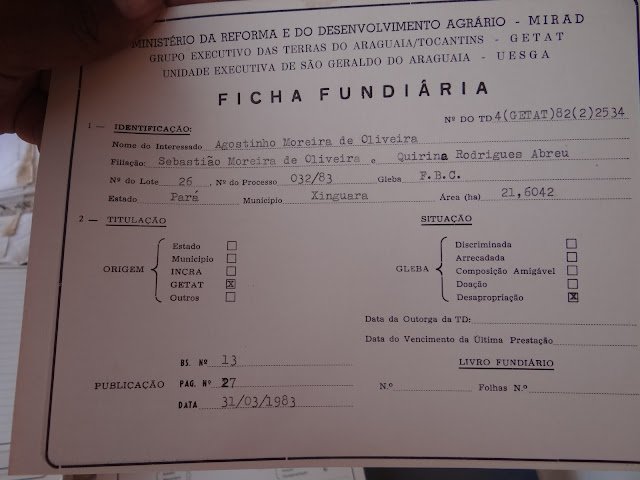 MINISTÉRIO DA REFORMA E DO DESENVOLVIMENTO AGRÁRIO - MIRAD
GRUPO EXECUTIVO DAS TERRAS DO ARAGUAIA/TOCANTINS - GETAT
UNIDADE EXECUTIVA DE SÃO GERALDO DO ARAGUAIA - UESGA
FICHA FUNDIÁRIA
Nº DO TD 4(GETAT)82(2)2534
1 — IDENTIFICAÇÃO:
Nome do Interessado Agostinho Moreira de Oliveira
Filiação: Sebastião Moreira de Oliveira e Quirina Rodrigues Abreu
Nº do Lote 26 Nº do Processo 032/83 Gleba F.B.C.
Estado Pará Município Xinguara Área (ha) 21,6042
2 — TITULAÇÃO SITUAÇÃO
ORIGEM
Estado
Município
INCRA
GETAT X
Outros
GLEBA
Discriminada
Arrecadada
Composição Amigável
Doação
Desapropriação X
Data da Outorga da TD:
Data do Vencimento da Última Prestação
LIVRO FUNDIÁRIO
N.º Folhas N.º
PUBLICAÇÃO
BS. Nº 13
PAG. Nº 27
DATA 31/03/1983